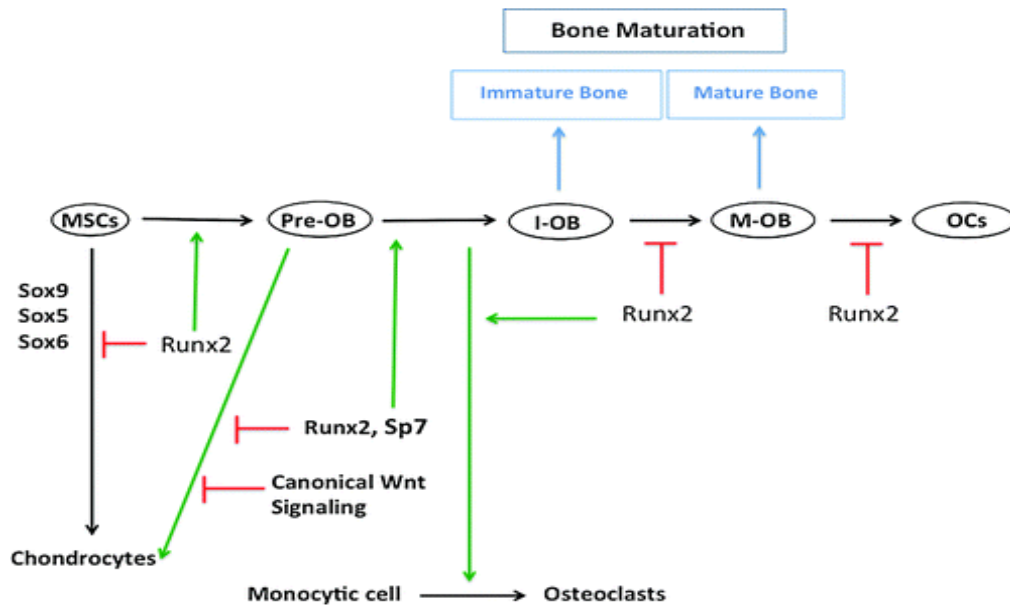 Bone Maturation
Immature Bone
Mature Bone
MSCs
Pre-OB
I-OB
M-OB
OCs
Sox9
Sox5
Sox6
Runx2
Runx2
Runx2
Runx2, Sp7
Canonical Wnt
Signaling
Chondrocytes
Monocytic cell
Osteoclasts